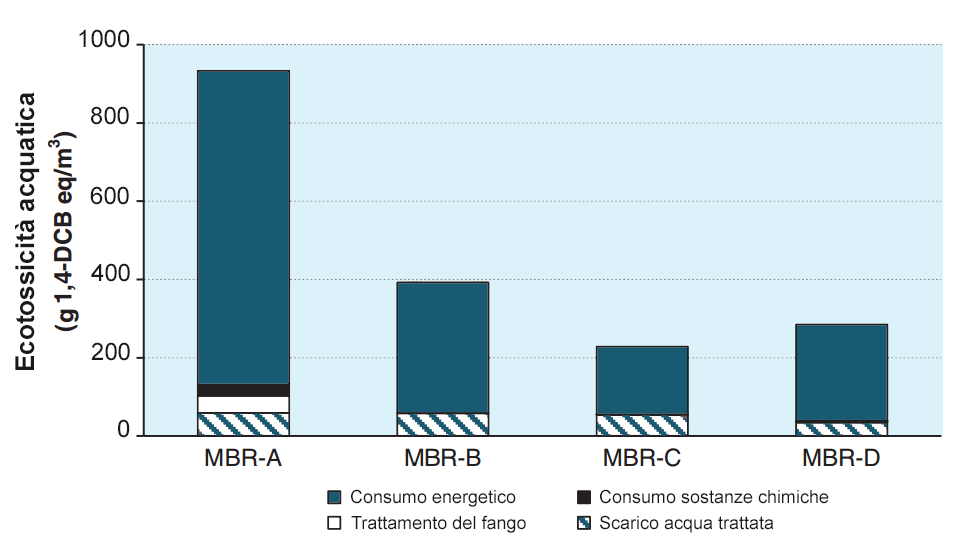 Ecotossicità acquatica
(g 1,4-DCB eq/m³)
1000
800
600
400
200
0
MBR-A MBR-B MBR-C MBR-D
Consumo energetico Consumo sostanze chimiche
Trattamento del fango Scarico acqua trattata